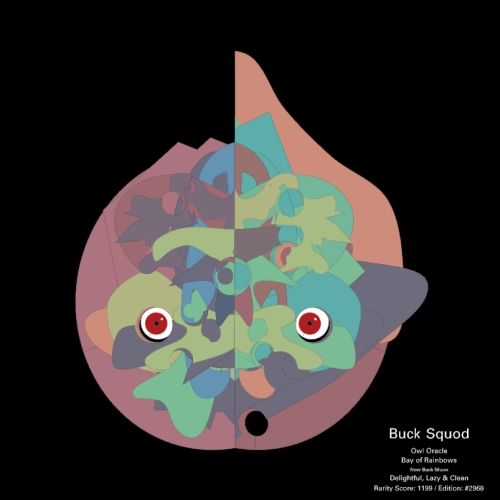 Buck Squod
Owl Oracle
Bay of Rainbows
New Buck Moon
Delightful, Lazy & Clean
Rarity Score: 1199 / Edition: #2968